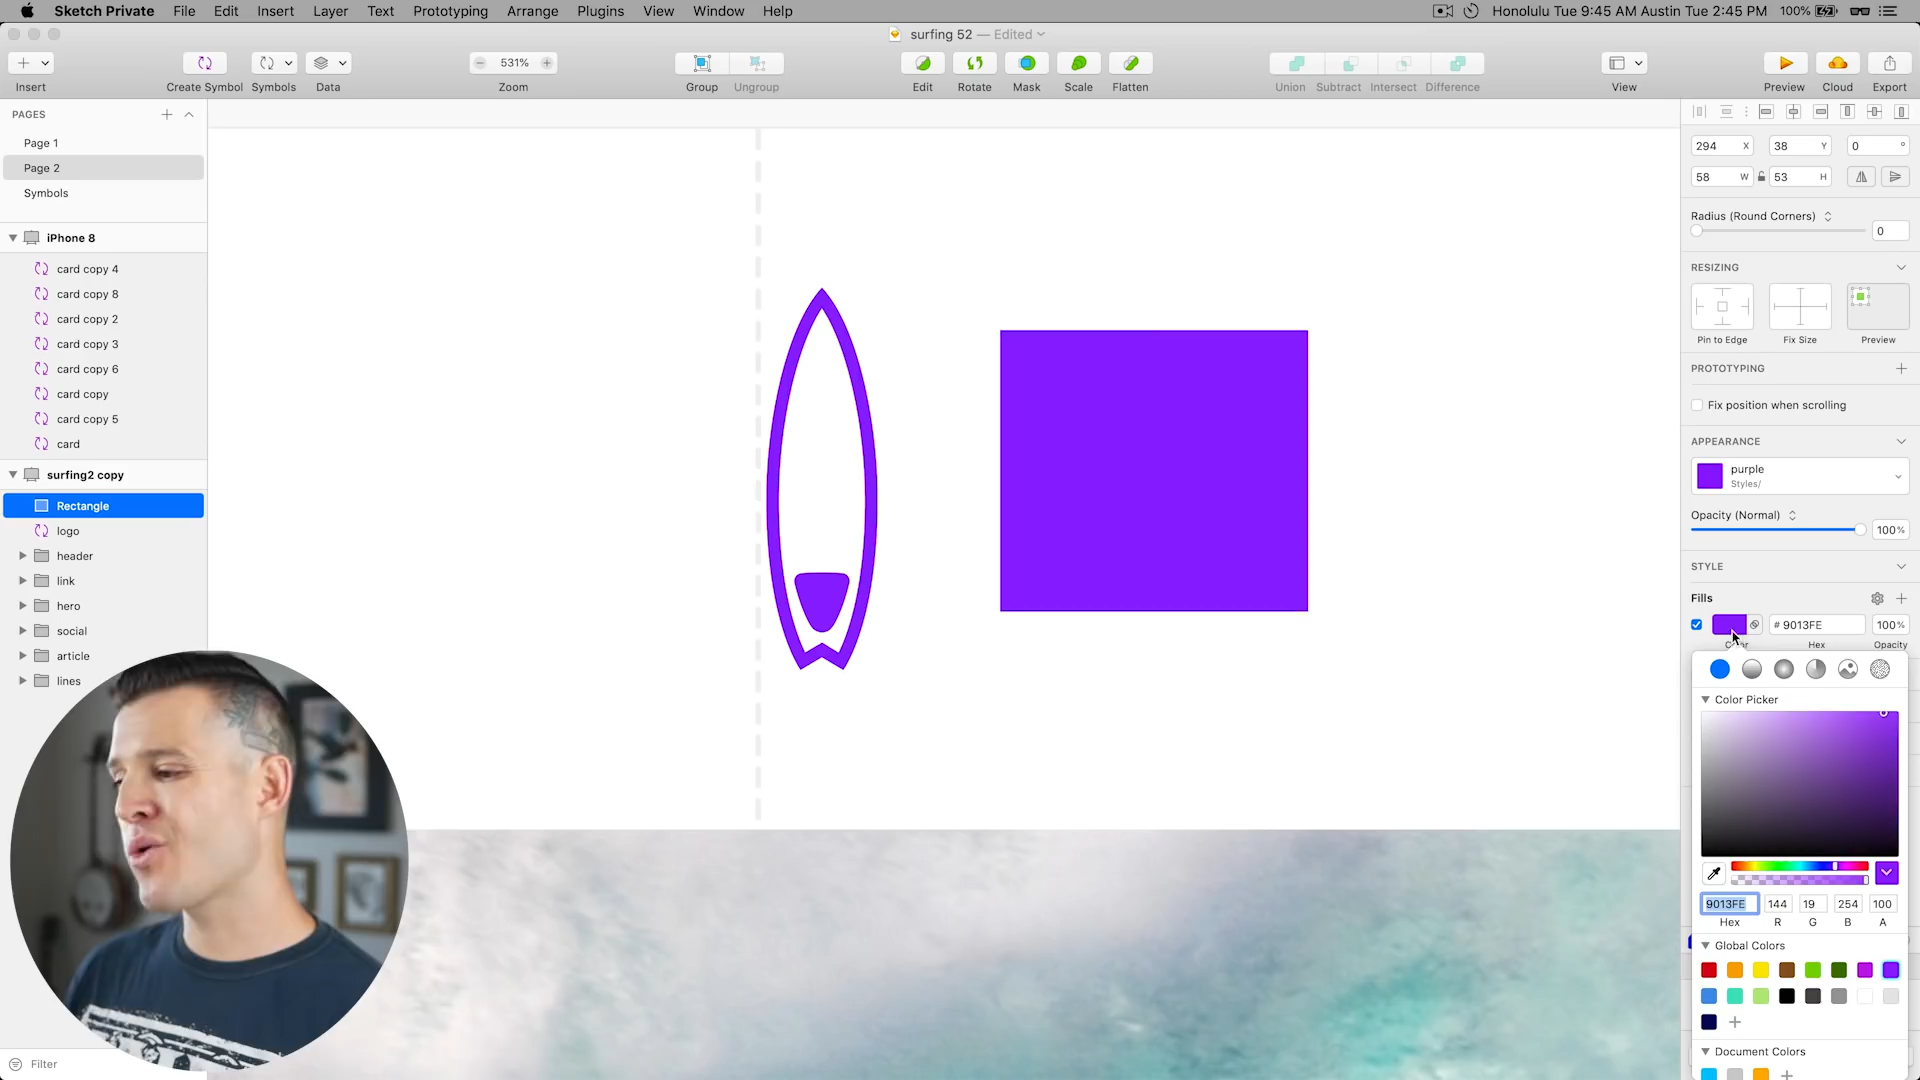 Sketch Private File Edit Insert Layer Text Prototyping Arrange Plugins View Window Help Honolulu Tue 9:45 AM Austin Tue 2:45 PM 100%
surfing 52 — Edited
531%
Insert Create Symbol Symbols Data Zoom Group Ungroup Edit Rotate Mask Scale Flatten Union Subtract Intersect Difference View Preview Cloud Export
PAGES
Page 1
Page 2
Symbols
iPhone 8
card copy 4
card copy 8
card copy 2
card copy 3
card copy 6
card copy
card copy 5
card
surfing2 copy
Rectangle
logo
header
link
hero
social
article
lines
Filter
294 X 38 Y 0 °
58 W 53 H
Radius (Round Corners)
0
RESIZING
Pin to Edge Fix Size Preview
PROTOTYPING
Fix position when scrolling
APPEARANCE
purple
Styles/
Opacity (Normal)
100%
STYLE
Fills
# 9013FE 100%
Color Hex Opacity
Color Picker
9013FE 144 19 254 100
Hex R G B A
Global Colors
Document Colors